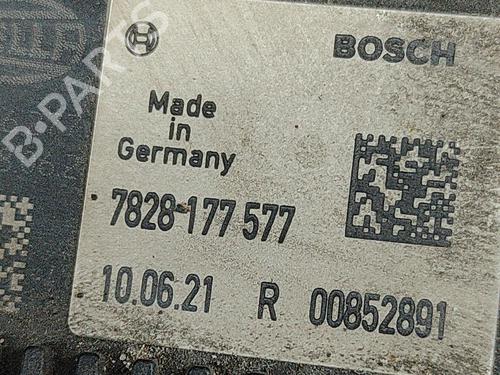 BOSCH
Made
in
Germany
7828-177 577
10.06.21 R 00852891
B-PARTS